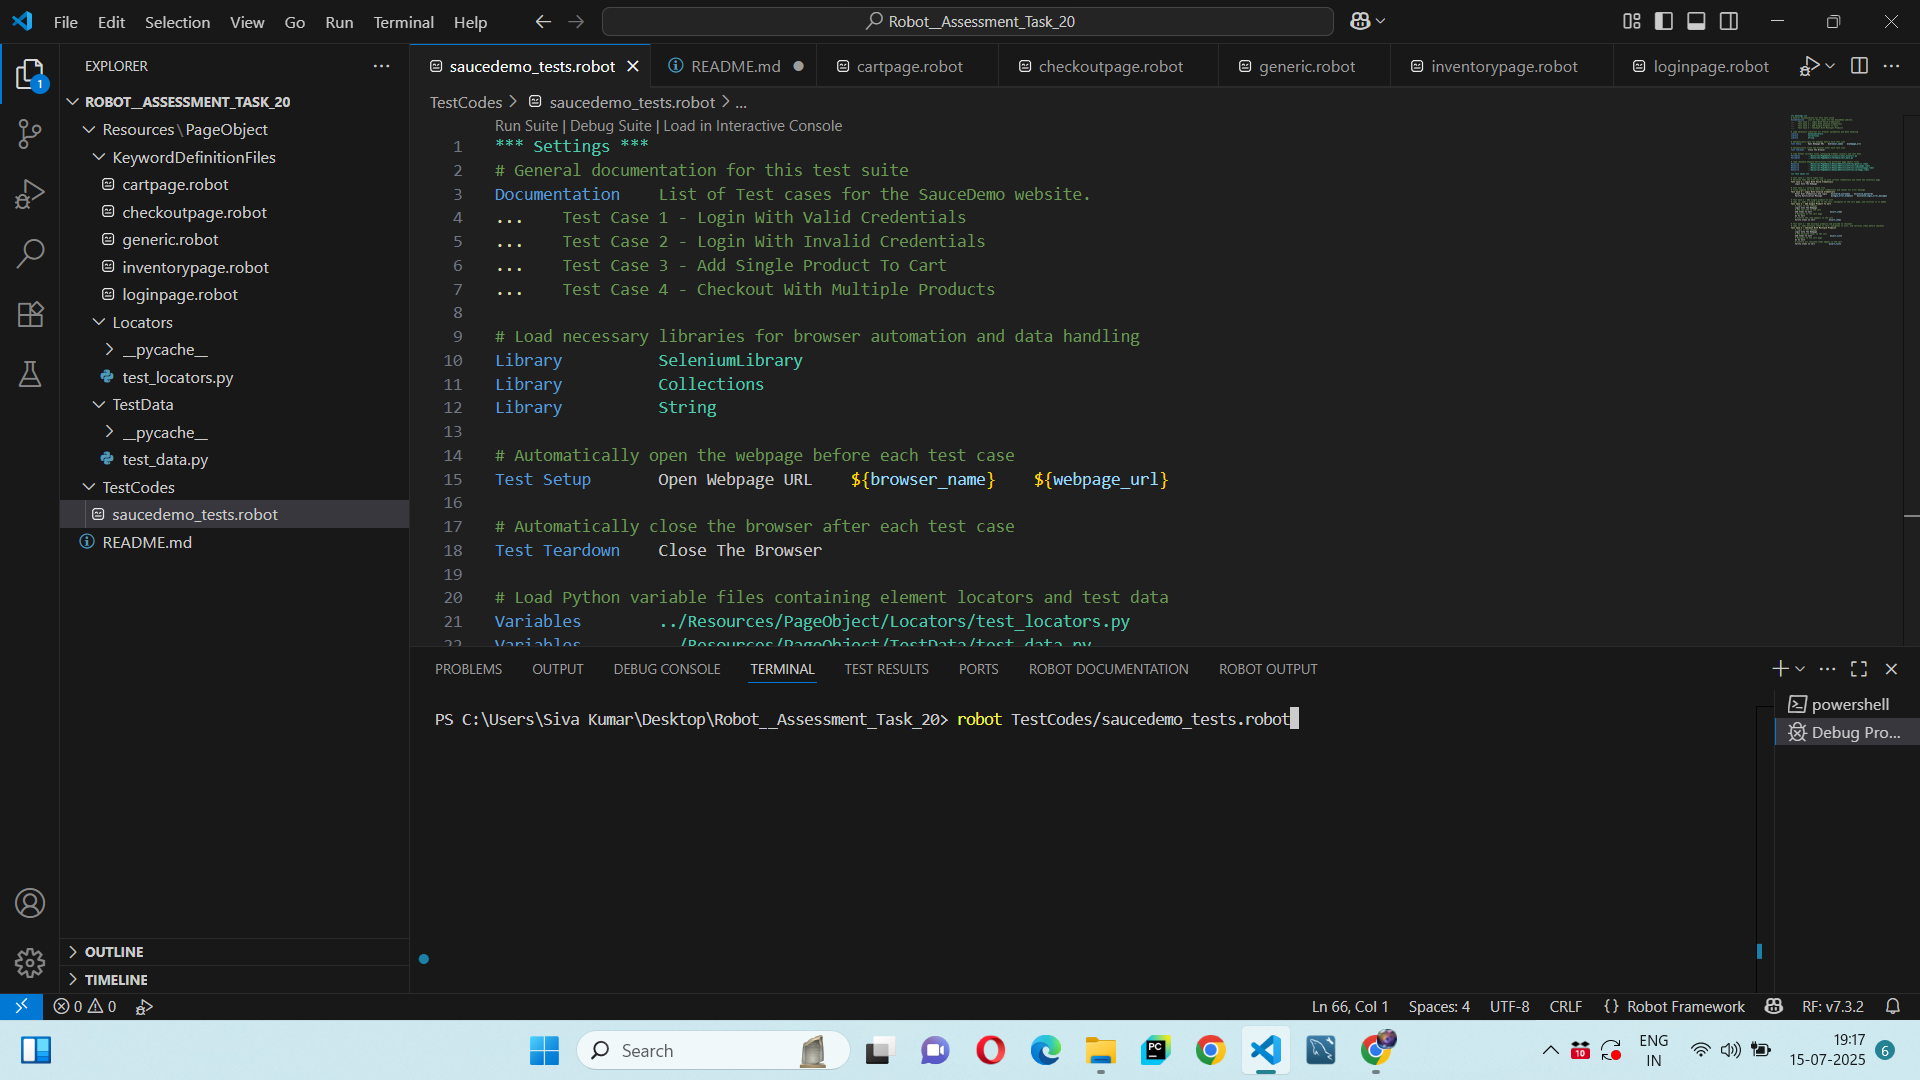 File Edit Selection View Go Run Terminal Help
Robot__Assessment_Task_20
1
EXPLORER
ROBOT__ASSESSMENT_TASK_20
Resources\PageObject
KeywordDefinitionFiles
cartpage.robot
checkoutpage.robot
generic.robot
inventorypage.robot
loginpage.robot
Locators
__pycache__
test_locators.py
TestData
__pycache__
test_data.py
TestCodes
saucedemo_tests.robot
README.md
OUTLINE
TIMELINE
saucedemo_tests.robot README.md cartpage.robot checkoutpage.robot generic.robot inventorypage.robot loginpage.robot
TestCodes > saucedemo_tests.robot > ...
Run Suite | Debug Suite | Load in Interactive Console
1 *** Settings ***
2 # General documentation for this test suite
3 Documentation    List of Test cases for the SauceDemo website.
4 ...    Test Case 1 - Login With Valid Credentials
5 ...    Test Case 2 - Login With Invalid Credentials
6 ...    Test Case 3 - Add Single Product To Cart
7 ...    Test Case 4 - Checkout With Multiple Products
8
9 # Load necessary libraries for browser automation and data handling
10 Library          SeleniumLibrary
11 Library          Collections
12 Library          String
13
14 # Automatically open the webpage before each test case
15 Test Setup       Open Webpage URL    ${browser_name}    ${webpage_url}
16
17 # Automatically close the browser after each test case
18 Test Teardown    Close The Browser
19
20 # Load Python variable files containing element locators and test data
21 Variables        ../Resources/PageObject/Locators/test_locators.py
22 Variables        ../Resources/PageObject/TestData/test_data.py
PROBLEMS OUTPUT DEBUG CONSOLE TERMINAL TEST RESULTS PORTS ROBOT DOCUMENTATION ROBOT OUTPUT
PS C:\Users\Siva Kumar\Desktop\Robot__Assessment_Task_20> robot TestCodes/saucedemo_tests.robot
powershell
Debug Pro...
0 0
Ln 66, Col 1 Spaces: 4 UTF-8 CRLF {} Robot Framework RF: v7.3.2
Search
PC
10
ENG
IN
19:17
15-07-2025
6